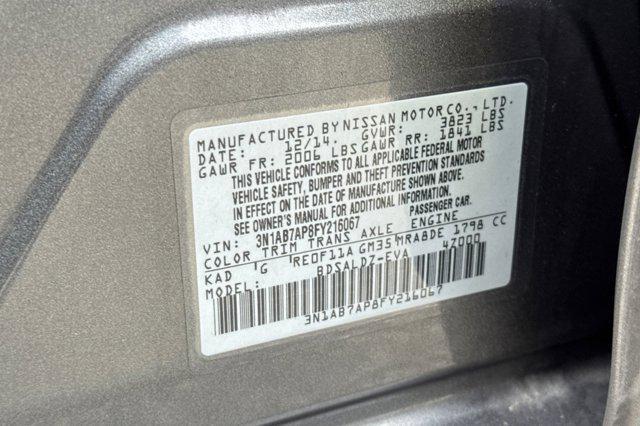 MANUFACTURED BY NISSAN MOTOR CO., LTD.
DATE: 12/14. GVWR: 3823 LBS
GAWR FR: 2006 LBS GAWR RR: 1841 LBS
THIS VEHICLE CONFORMS TO ALL APPLICABLE FEDERAL MOTOR
VEHICLE SAFETY, BUMPER AND THEFT PREVENTION STANDARDS
IN EFFECT ON THE DATE OF MANUFACTURE SHOWN ABOVE.
SEE OWNER'S MANUAL FOR ADDITIONAL INFORMATION.
VIN: 3N1AB7AP8FY216067 PASSENGER CAR.
COLOR TRIM TRANS AXLE ENGINE
KAD G RE0F11A GM35 MRA8DE 1798 CC
MODEL: BDSALDZ-EVA 4Z000
3N1AB7AP8FY216067